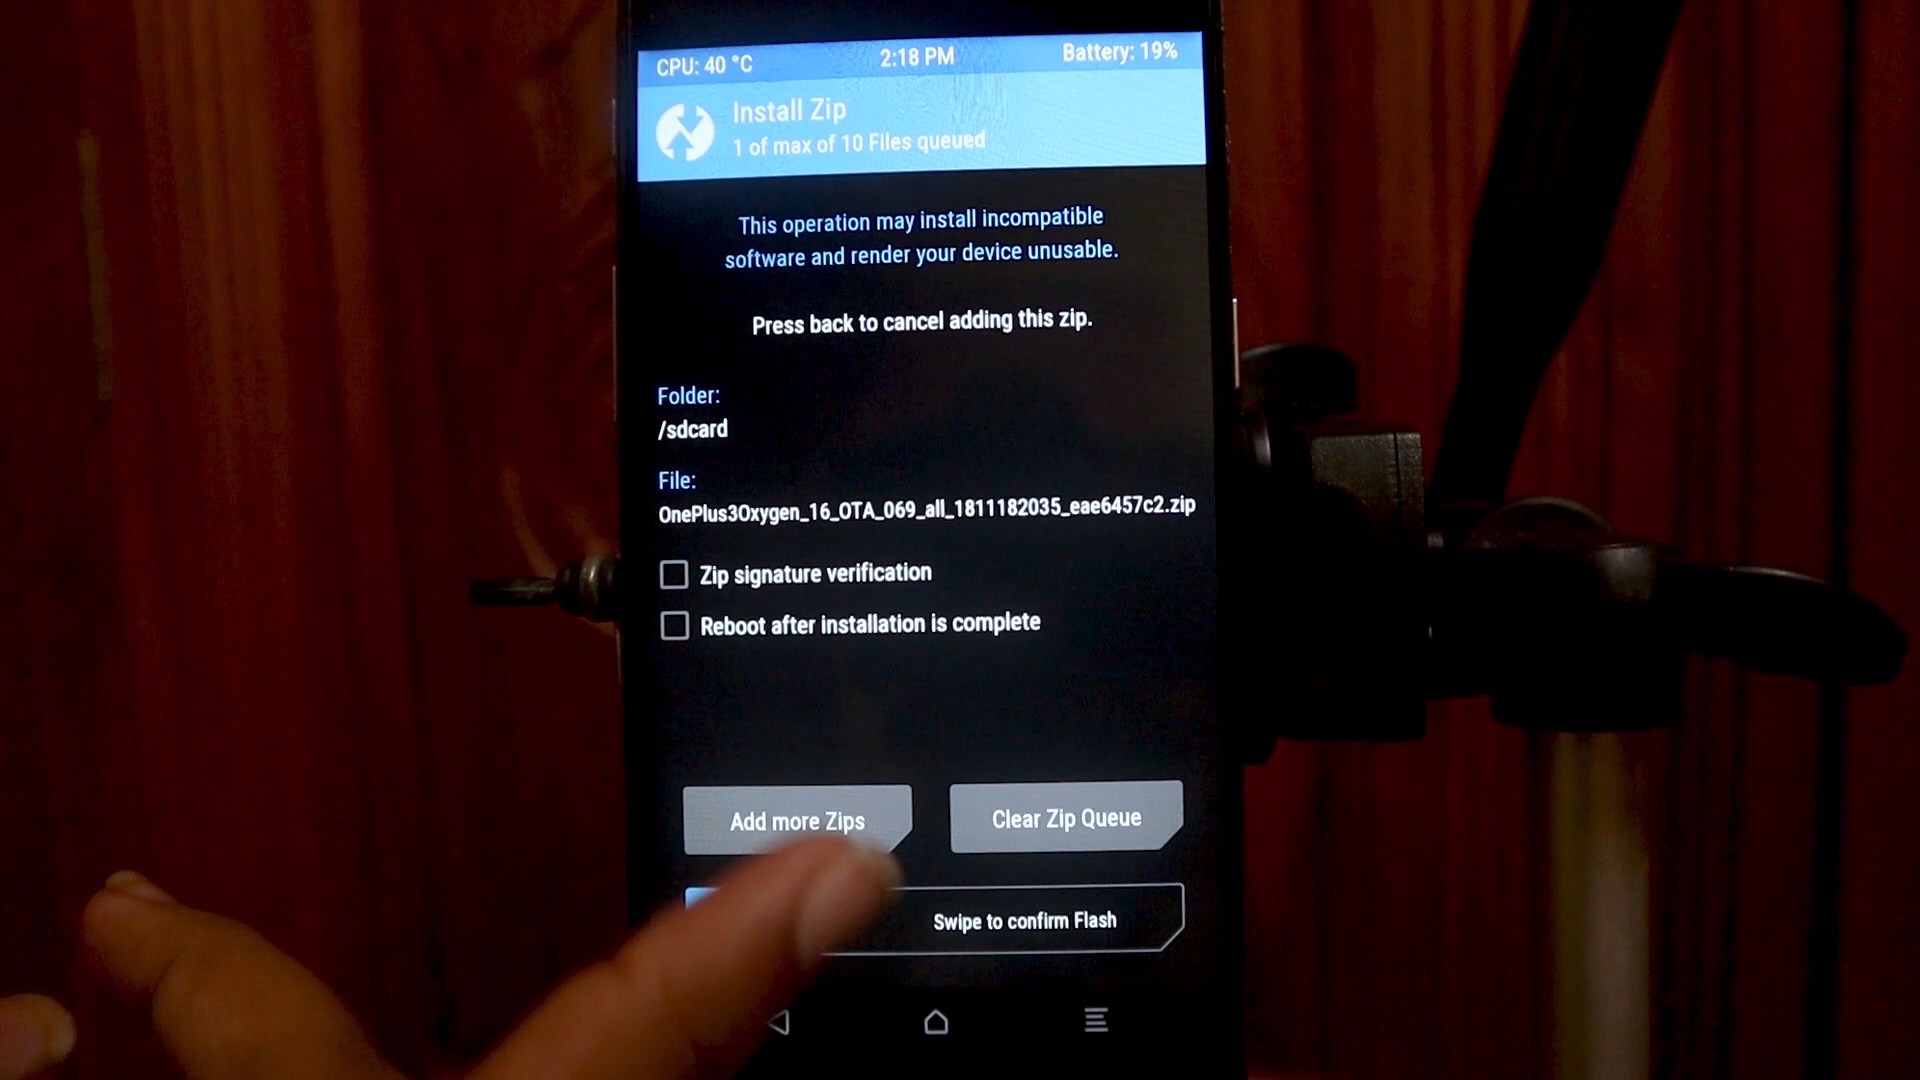 CPU: 40 °C 2:18 PM Battery: 19%
Install Zip
1 of max of 10 Files queued
This operation may install incompatible
software and render your device unusable.
Press back to cancel adding this zip.
Folder:
/sdcard
File:
OnePlus3Oxygen_16_OTA_069_all_1811182035_eae6457c2.zip
Zip signature verification
Reboot after installation is complete
Add more Zips Clear Zip Queue
Swipe to confirm Flash